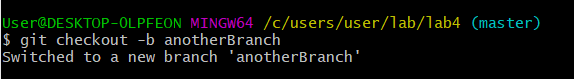 User@DESKTOP-OLPFEON MINGW64 /c/users/user/lab/lab4 (master)
$ git checkout -b anotherBranch
Switched to a new branch 'anotherBranch'